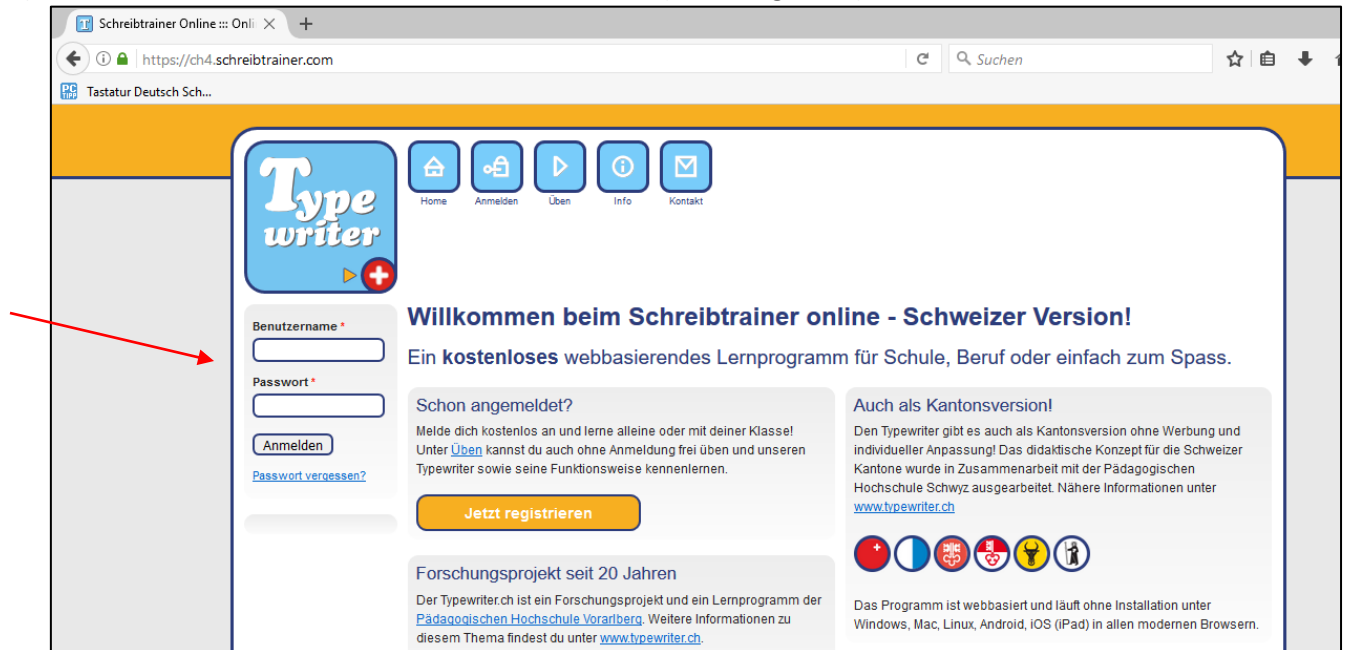 Schreibtrainer Online ::: Onli
https://ch4.schreibtrainer.com
Suchen
Tastatur Deutsch Sch...
Type
writer
Home
Anmelden
Üben
Info
Kontakt
Benutzername *
Passwort *
Anmelden
Passwort vergessen?
Willkommen beim Schreibtrainer online - Schweizer Version!
Ein kostenloses webbasierendes Lernprogramm für Schule, Beruf oder einfach zum Spass.
Schon angemeldet?
Melde dich kostenlos an und lerne alleine oder mit deiner Klasse!
Unter Üben kannst du auch ohne Anmeldung frei üben und unseren
Typewriter sowie seine Funktionsweise kennenlernen.
Jetzt registrieren
Forschungsprojekt seit 20 Jahren
Der Typewriter.ch ist ein Forschungsprojekt und ein Lernprogramm der
Pädagogischen Hochschule Vorarlberg. Weitere Informationen zu
diesem Thema findest du unter www.typewriter.ch.
Auch als Kantonsversion!
Den Typewriter gibt es auch als Kantonsversion ohne Werbung und
individueller Anpassung! Das didaktische Konzept für die Schweizer
Kantone wurde in Zusammenarbeit mit der Pädagogischen
Hochschule Schwyz ausgearbeitet. Nähere Informationen unter
www.typewriter.ch
Das Programm ist webbasiert und läuft ohne Installation unter
Windows, Mac, Linux, Android, iOS (iPad) in allen modernen Browsern.